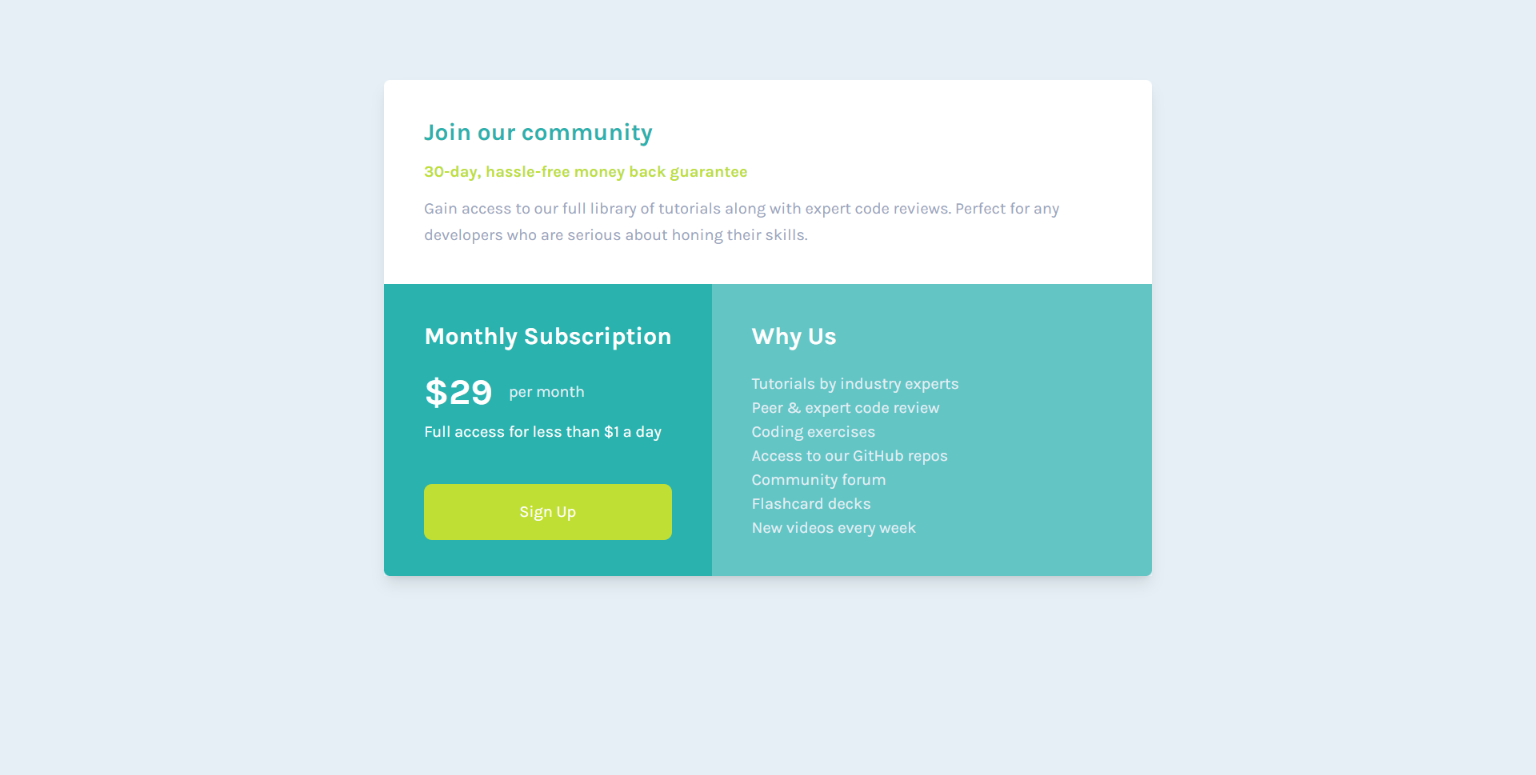 Join our community
30-day, hassle-free money back guarantee
Gain access to our full library of tutorials along with expert code reviews. Perfect for any
developers who are serious about honing their skills.
Monthly Subscription
$29 per month
Full access for less than $1 a day
Sign Up
Why Us
Tutorials by industry experts
Peer & expert code review
Coding exercises
Access to our GitHub repos
Community forum
Flashcard decks
New videos every week